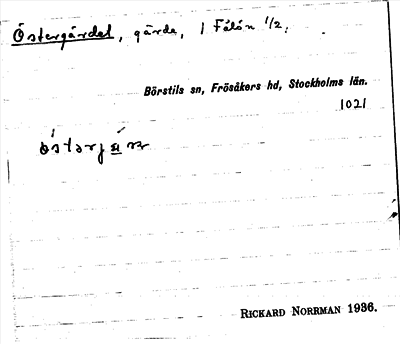 Östergärdet, gärde, i Fälön 1/2.
Börstils sn, Frösåkers hd, Stockholms län.
1021
RICKARD NORRMAN 1936.